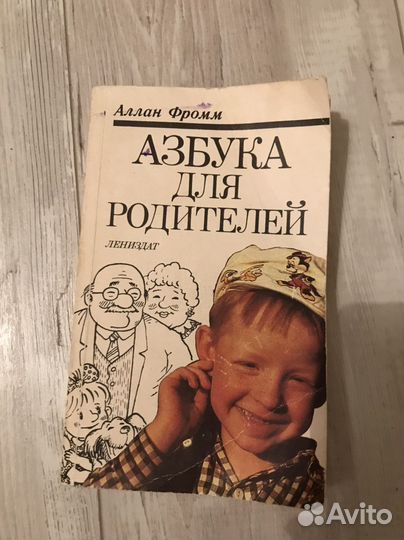 Аллан Фромм
АЗБУКА
ДЛЯ
РОДИТЕЛЕЙ
ЛЕНИЗДАТ
Avito